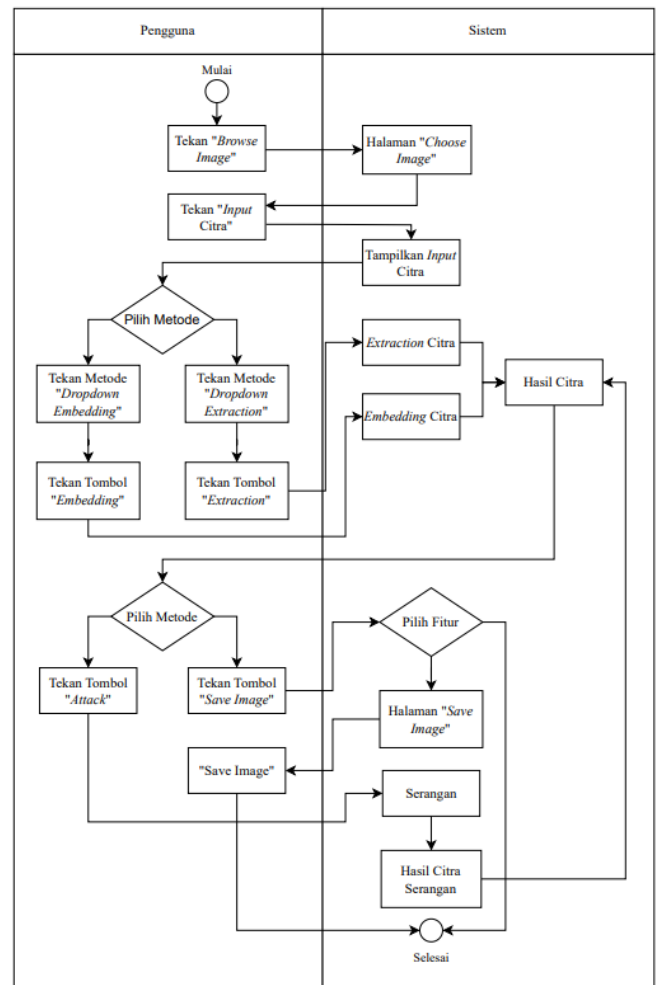 Pengguna
Sistem
Mulai
Tekan "Browse
Image"
Halaman "Choose
Image"
Tekan "Input
Citra"
Tampilkan Input
Citra
Pilih Metode
Tekan Metode
"Dropdown
Embedding"
Tekan Metode
"Dropdown
Extraction"
Extraction Citra
Hasil Citra
Embedding Citra
Tekan Tombol
"Embedding"
Tekan Tombol
"Extraction"
Pilih Metode
Pilih Fitur
Tekan Tombol
"Attack"
Tekan Tombol
"Save Image"
Halaman "Save
Image"
"Save Image"
Serangan
Hasil Citra
Serangan
Selesai